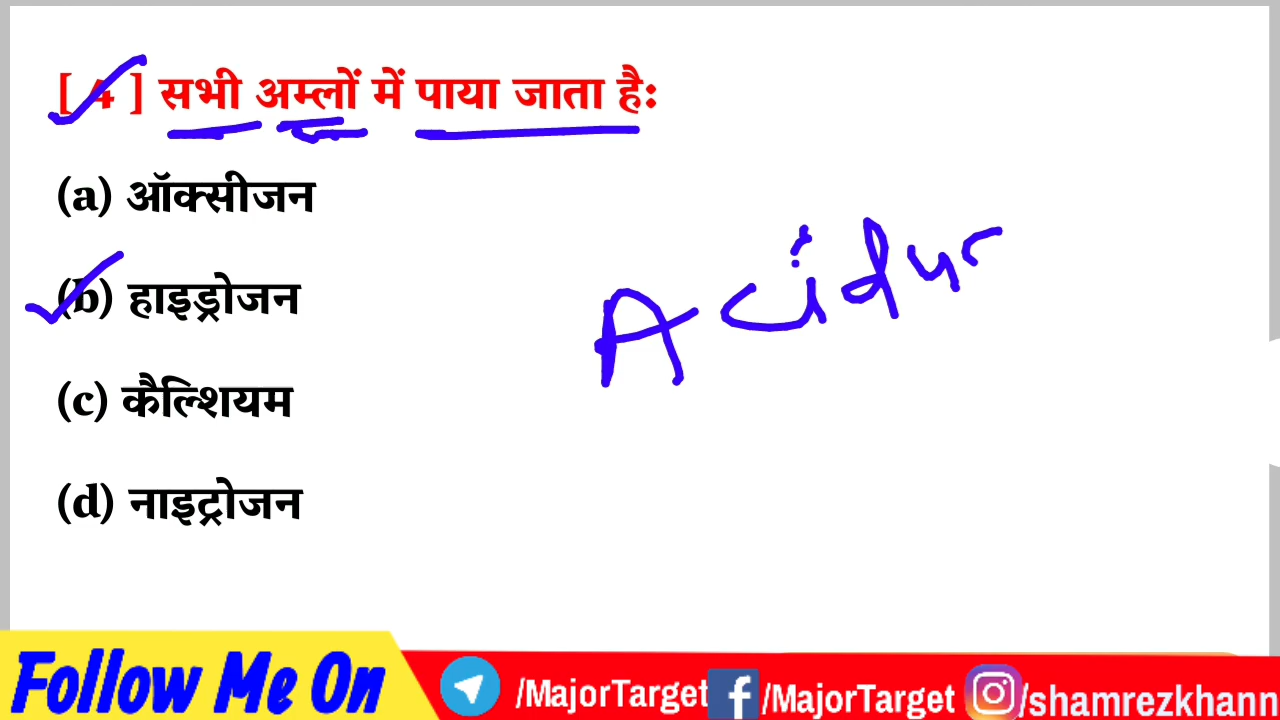 [ 4 ] सभी अम्लों में पाया जाता है:
(a) ऑक्सीजन
(b) हाइड्रोजन
(c) कैल्शियम
(d) नाइट्रोजन
Follow Me On /MajorTarget /MajorTarget /shamrezkhann